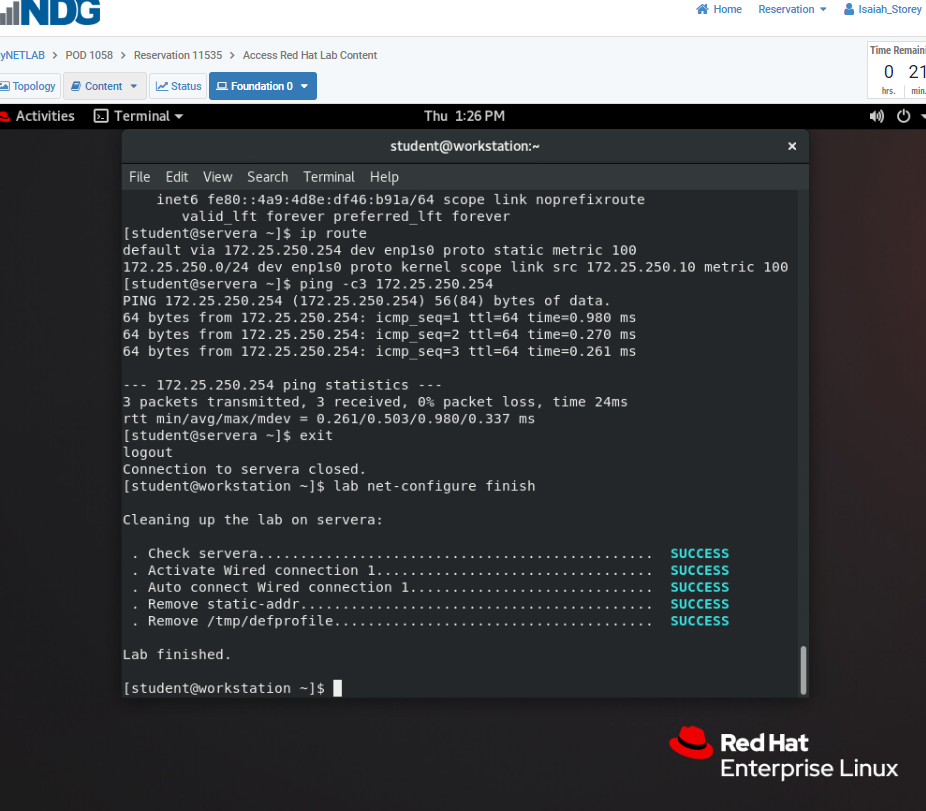 NDG
Home Reservation Isaiah_Storey
yNETLAB > POD 1058 > Reservation 11535 > Access Red Hat Lab Content
Time Remaini
0 21
hrs. min.
Topology Content Status Foundation 0
Activities Terminal Thu 1:26 PM
student@workstation:~ ×
File Edit View Search Terminal Help
inet6 fe80::4a9:4d8e:df46:b91a/64 scope link noprefixroute
valid_lft forever preferred_lft forever
[student@servera ~]$ ip route
default via 172.25.250.254 dev enp1s0 proto static metric 100
172.25.250.0/24 dev enp1s0 proto kernel scope link src 172.25.250.10 metric 100
[student@servera ~]$ ping -c3 172.25.250.254
PING 172.25.250.254 (172.25.250.254) 56(84) bytes of data.
64 bytes from 172.25.250.254: icmp_seq=1 ttl=64 time=0.980 ms
64 bytes from 172.25.250.254: icmp_seq=2 ttl=64 time=0.270 ms
64 bytes from 172.25.250.254: icmp_seq=3 ttl=64 time=0.261 ms
--- 172.25.250.254 ping statistics ---
3 packets transmitted, 3 received, 0% packet loss, time 24ms
rtt min/avg/max/mdev = 0.261/0.503/0.980/0.337 ms
[student@servera ~]$ exit
logout
Connection to servera closed.
[student@workstation ~]$ lab net-configure finish
Cleaning up the lab on servera:
. Check servera............................................... SUCCESS
. Activate Wired connection 1................................. SUCCESS
. Auto connect Wired connection 1............................. SUCCESS
. Remove static-addr.......................................... SUCCESS
. Remove /tmp/defprofile...................................... SUCCESS
Lab finished.
[student@workstation ~]$
Red Hat
Enterprise Linux